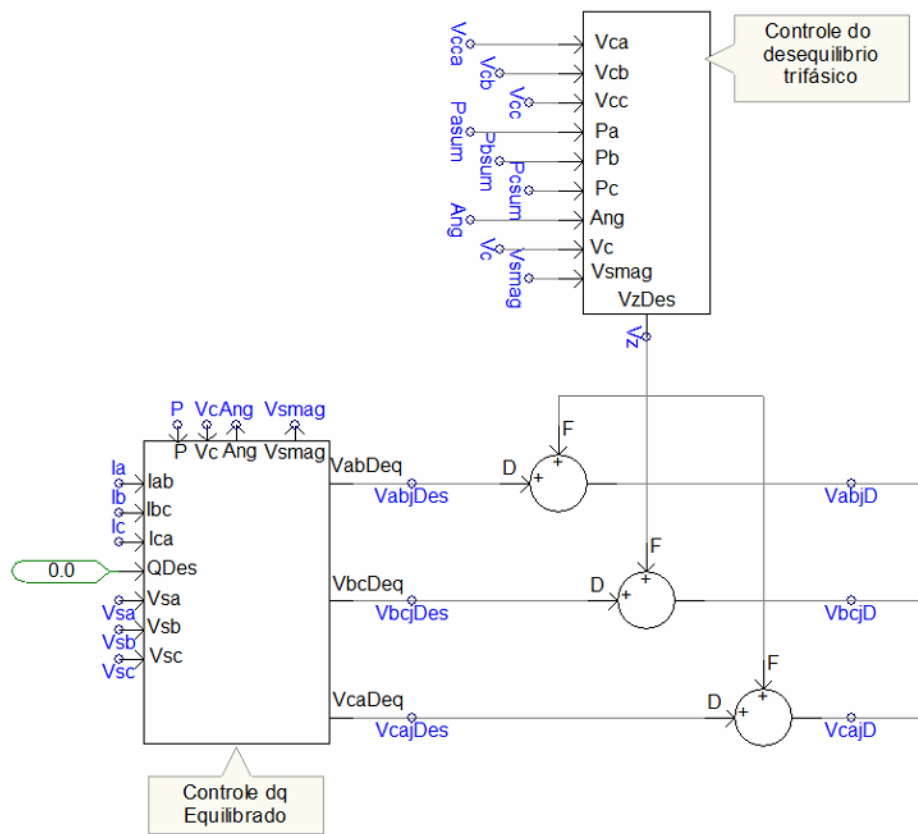 Controle do
desequilibrio
trifásico
Vcca
Vca
Vcb
Vcb
Vcc
Vcc
Pasum
Pa
Pbsum
Pb
Pcsum
Pc
Ang
Ang
Vc
Vc
Vsmag
Vsmag
VzDes
Vz
P
VcAng
Vsmag
P
Vc
Ang
Vsmag
Ia
Iab
Ib
Ibc
Ic
Ica
0.0
QDes
Vsa
Vsa
Vsb
Vsb
Vsc
Vsc
VabDeq
VabjDes
D
+
F
+
VabjD
VbcDeq
VbcjDes
D
+
F
+
VbcjD
VcaDeq
VcajDes
D
+
F
+
VcajD
Controle dq
Equilibrado